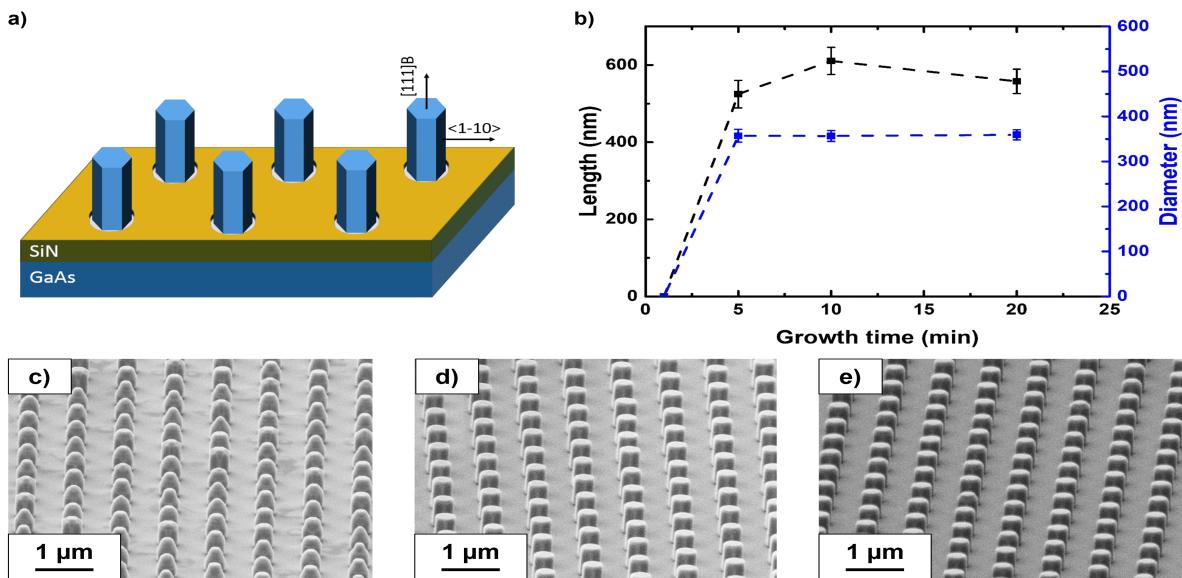 a)
[111]B
<1-10>
SiN
GaAs
b)
Length (nm)
600
400
200
0
0
5
10
15
20
25
Growth time (min)
600
500
400
300
200
100
0
Diameter (nm)
c)
1 µm
d)
1 µm
e)
1 µm